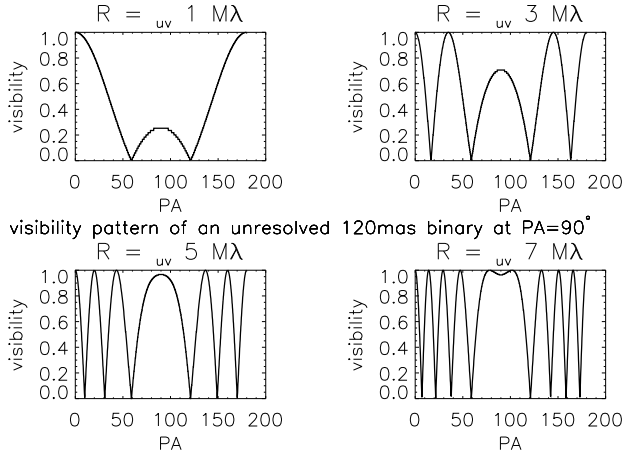 R = uv 1 Mλ
R = uv 3 Mλ
visibility
1.0
0.8
0.6
0.4
0.2
0.0
0 50 100 150 200
PA
visibility
1.0
0.8
0.6
0.4
0.2
0.0
0 50 100 150 200
PA
visibility pattern of an unresolved 120mas binary at PA=90°
R = uv 5 Mλ
R = uv 7 Mλ
visibility
1.0
0.8
0.6
0.4
0.2
0.0
0 50 100 150 200
PA
visibility
1.0
0.8
0.6
0.4
0.2
0.0
0 50 100 150 200
PA